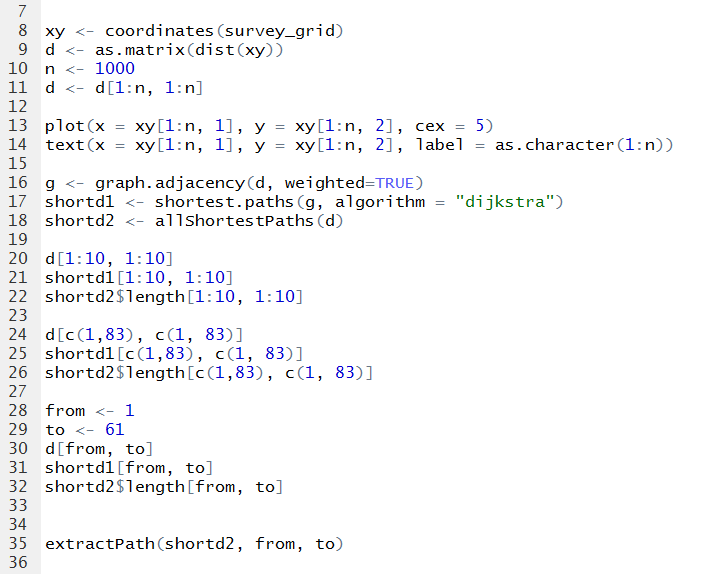 7
8 xy <- coordinates(survey_grid)
9 d <- as.matrix(dist(xy))
10 n <- 1000
11 d <- d[1:n, 1:n]
12
13 plot(x = xy[1:n, 1], y = xy[1:n, 2], cex = 5)
14 text(x = xy[1:n, 1], y = xy[1:n, 2], label = as.character(1:n))
15
16 g <- graph.adjacency(d, weighted=TRUE)
17 shortd1 <- shortest.paths(g, algorithm = "dijkstra")
18 shortd2 <- allShortestPaths(d)
19
20 d[1:10, 1:10]
21 shortd1[1:10, 1:10]
22 shortd2$length[1:10, 1:10]
23
24 d[c(1,83), c(1, 83)]
25 shortd1[c(1,83), c(1, 83)]
26 shortd2$length[c(1,83), c(1, 83)]
27
28 from <- 1
29 to <- 61
30 d[from, to]
31 shortd1[from, to]
32 shortd2$length[from, to]
33
34
35 extractPath(shortd2, from, to)
36